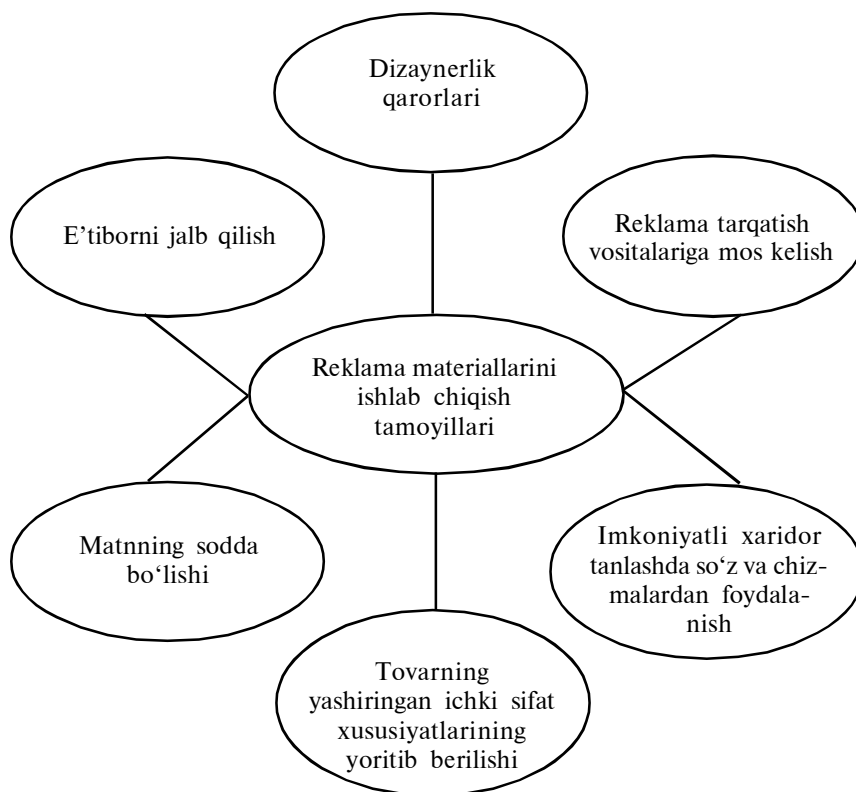 Dizaynerlik
qarorlari
E’tiborni jalb qilish
Reklama tarqatish
vositalariga mos kelish
Reklama materiallarini
ishlab chiqish
tamoyillari
Matnning sodda
bo‘lishi
Imkoniyatli xaridor
tanlashda so‘z va chiz-
malardan foydala-
nish
Tovarning
yashiringan ichki sifat
xususiyatlarining
yoritib berilishi